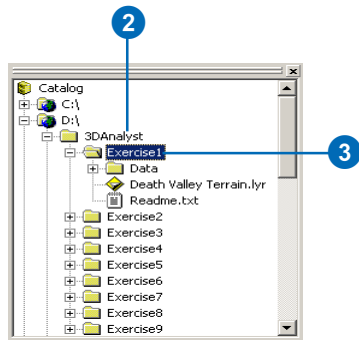 2
Catalog
C:\
D:\
3DAnalyst
Exercise1
3
Data
Death Valley Terrain.lyr
Readme.txt
Exercise2
Exercise3
Exercise4
Exercise5
Exercise6
Exercise7
Exercise8
Exercise9